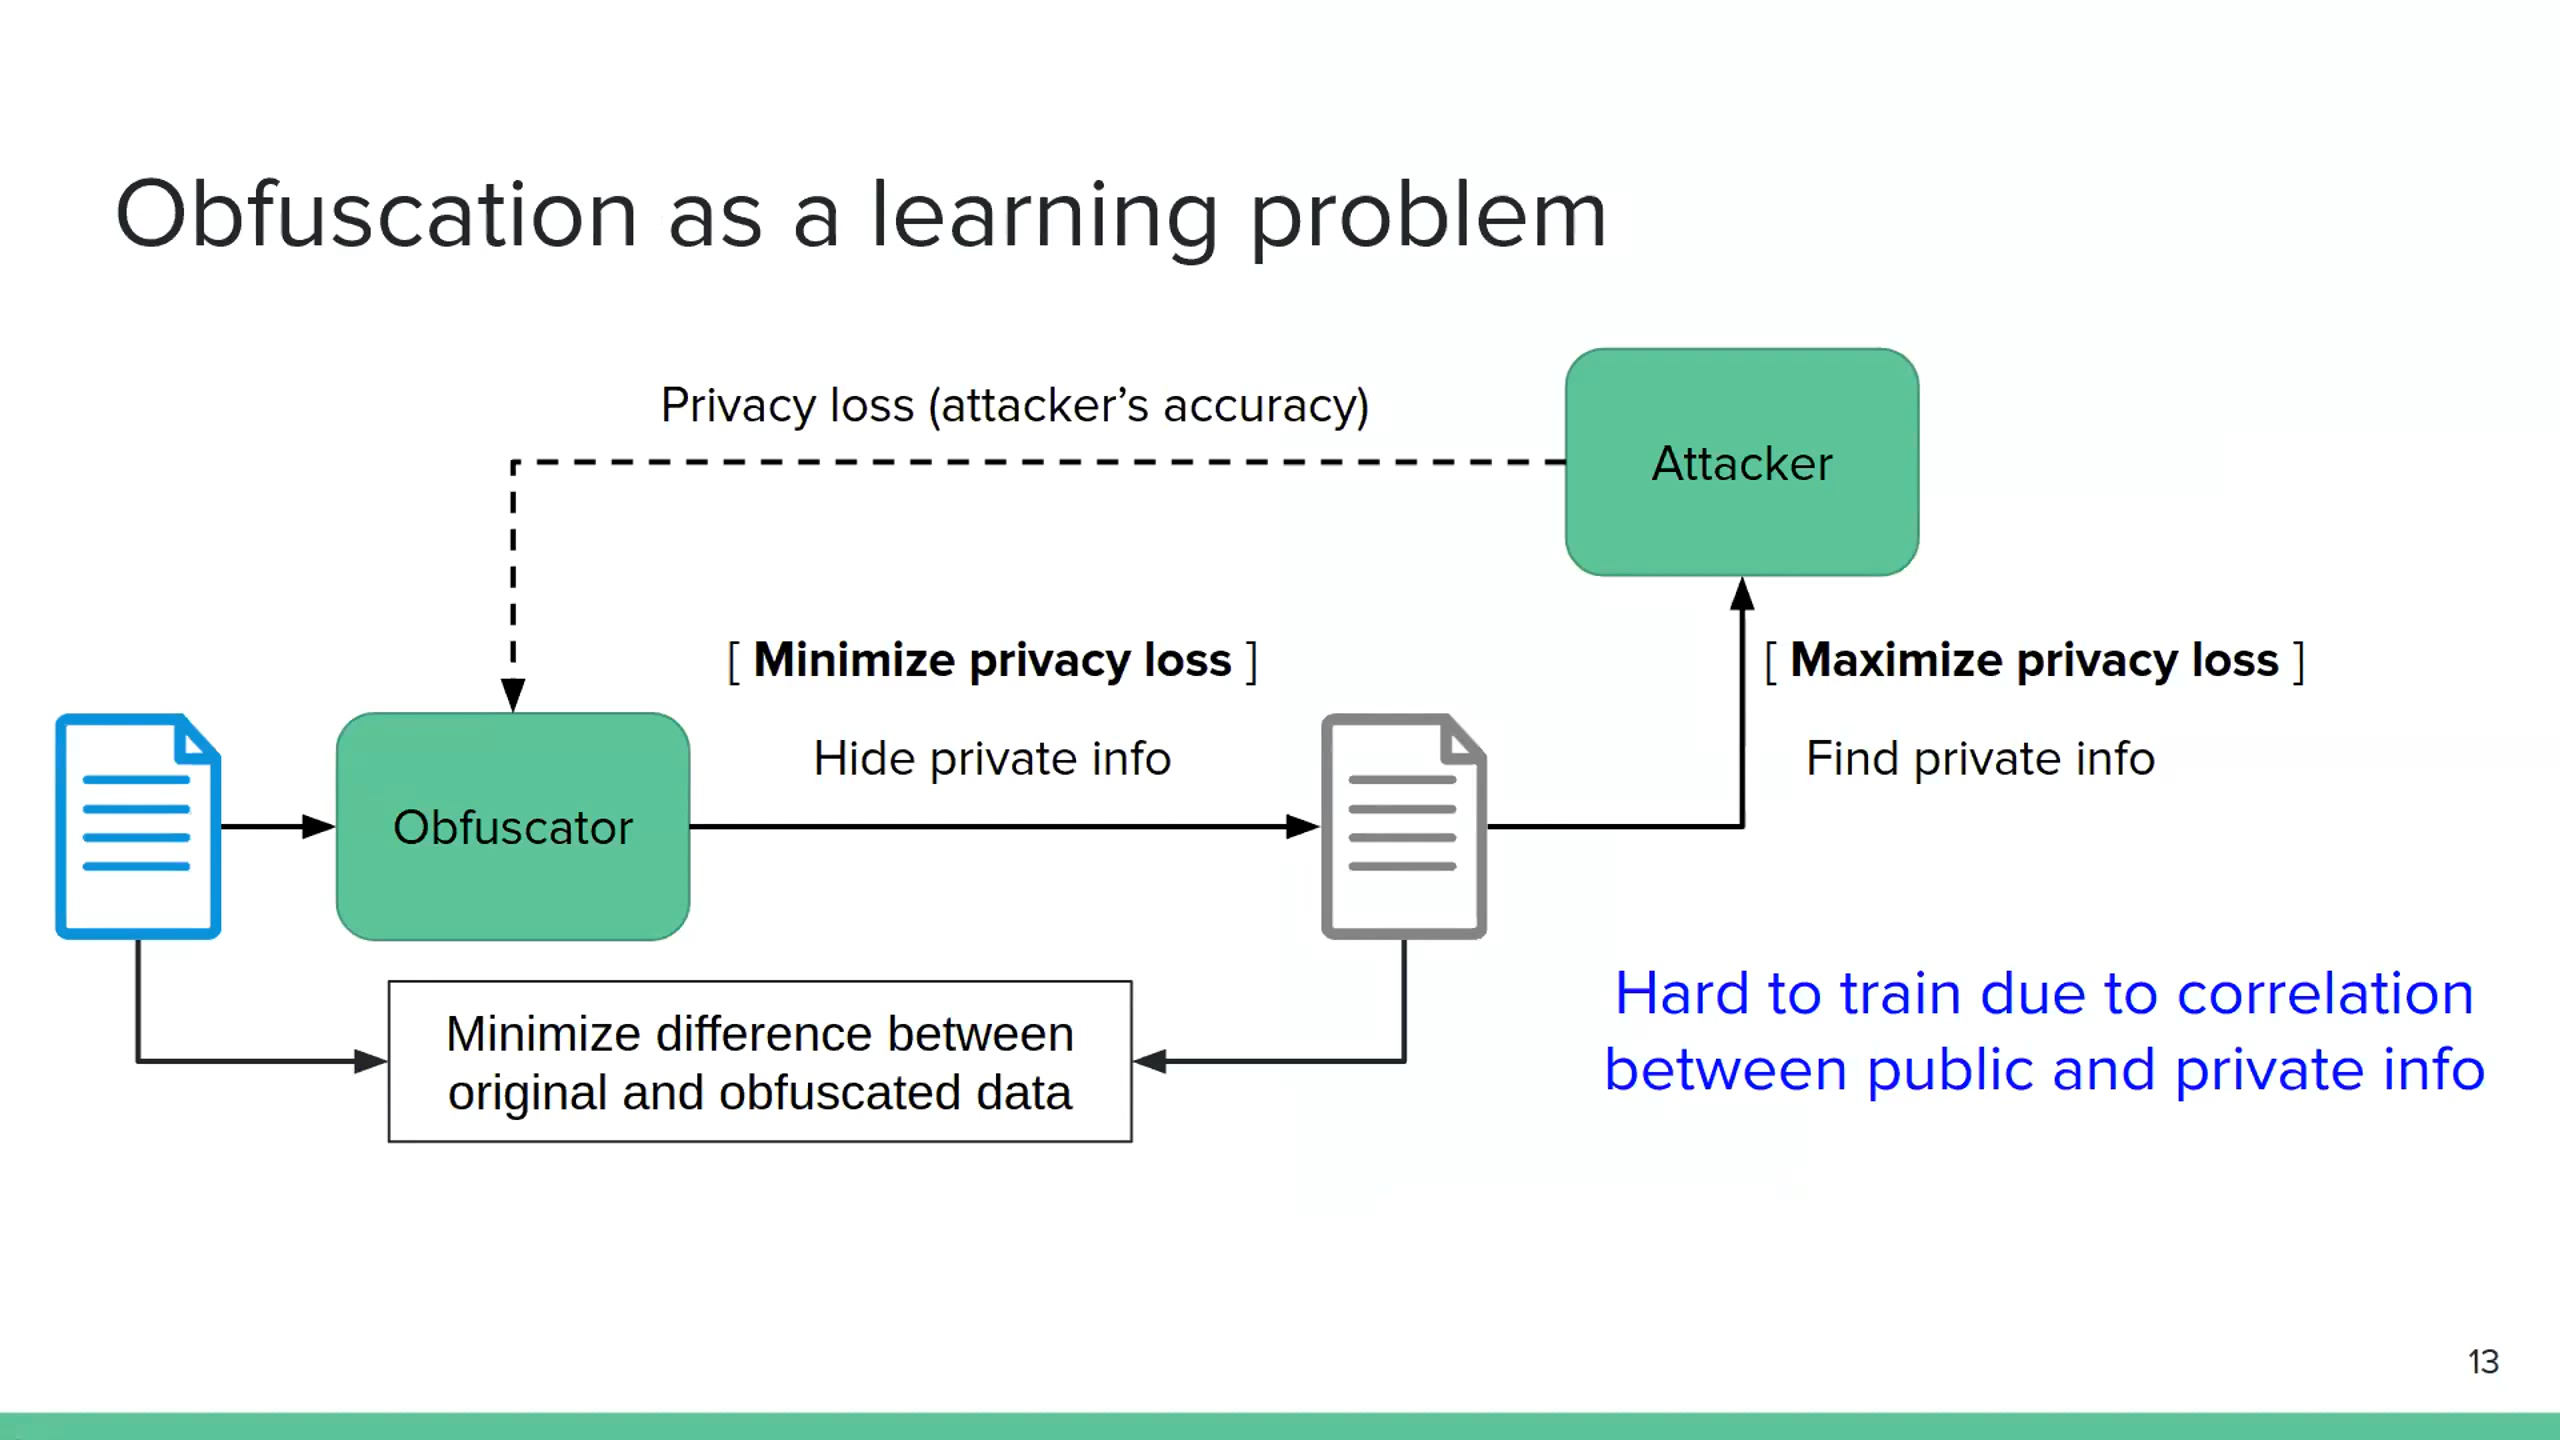 Obfuscation as a learning problem
Privacy loss (attacker’s accuracy)
Attacker
[ Minimize privacy loss ]
[ Maximize privacy loss ]
Hide private info
Find private info
Obfuscator
Minimize difference between
original and obfuscated data
Hard to train due to correlation
between public and private info
13